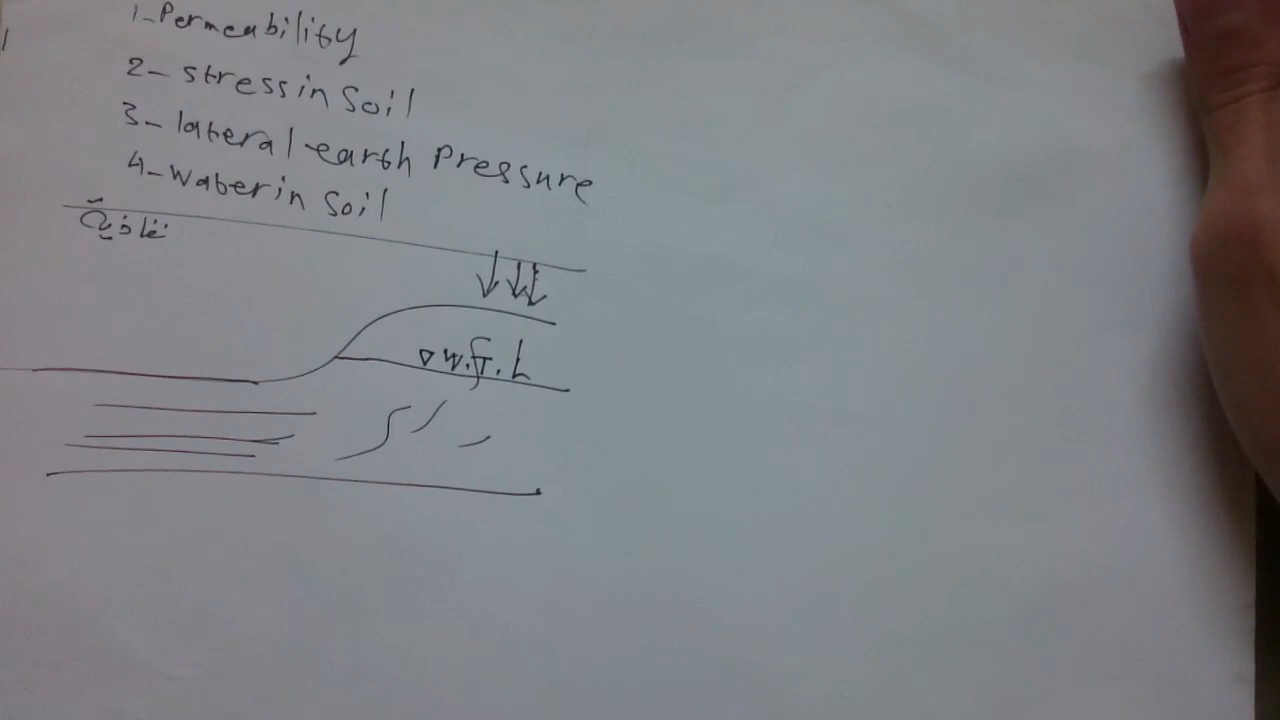 1-Permeability
2- stress in Soil
3- lateral earth Pressure
4- water in Soil
w.G.L